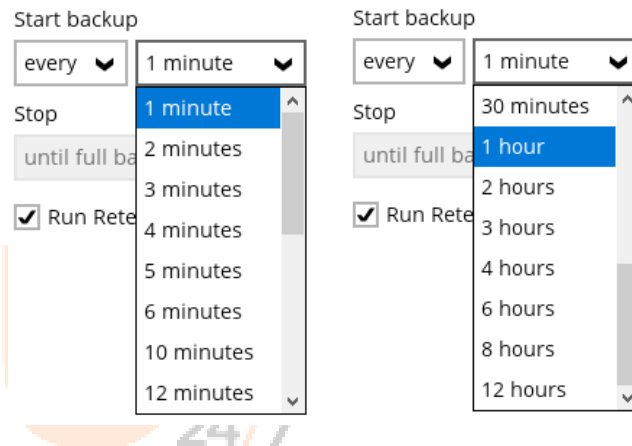 Start backup
every 1 minute
1 minute
Stop
2 minutes
until full ba
3 minutes
Run Rete
4 minutes
5 minutes
6 minutes
10 minutes
12 minutes
24/7
Start backup
every 1 minute
30 minutes
Stop
1 hour
until full ba
2 hours
Run Rete
3 hours
4 hours
6 hours
8 hours
12 hours